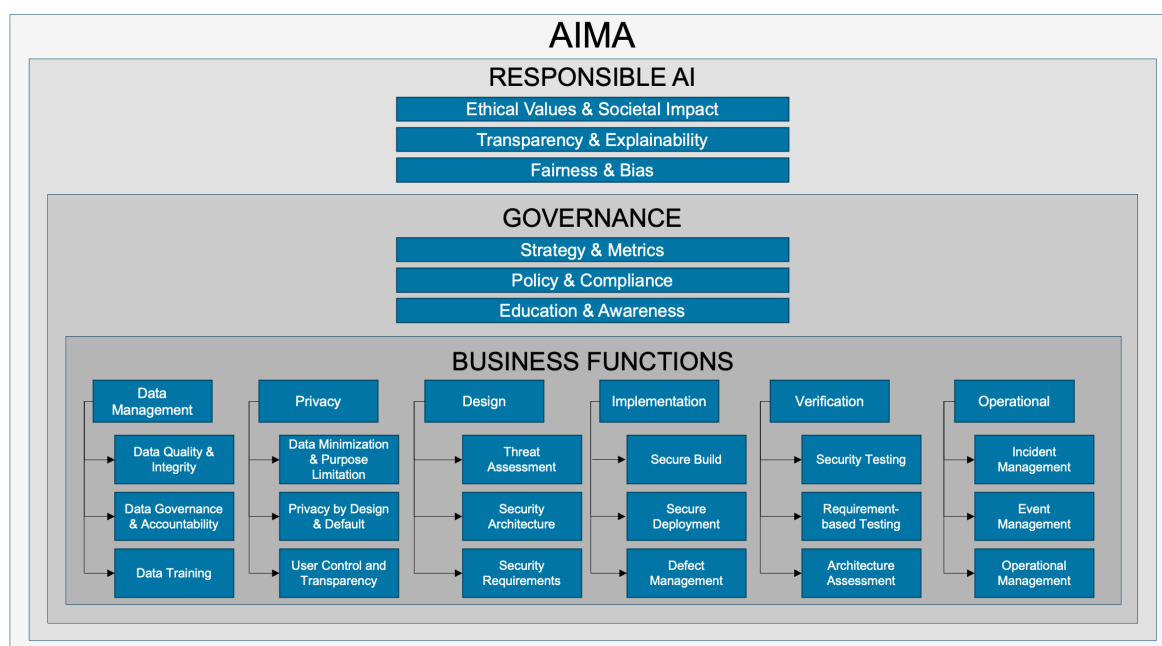 AIMA
RESPONSIBLE AI
Ethical Values & Societal Impact
Transparency & Explainability
Fairness & Bias
GOVERNANCE
Strategy & Metrics
Policy & Compliance
Education & Awareness
BUSINESS FUNCTIONS
Data
Management
Data Quality &
Integrity
Data Governance
& Accountability
Data Training
Privacy
Data Minimization
& Purpose
Limitation
Privacy by Design
& Default
User Control and
Transparency
Design
Threat
Assessment
Security
Architecture
Security
Requirements
Implementation
Secure Build
Secure
Deployment
Defect
Management
Verification
Security Testing
Requirement-
based Testing
Architecture
Assessment
Operational
Incident
Management
Event
Management
Operational
Management